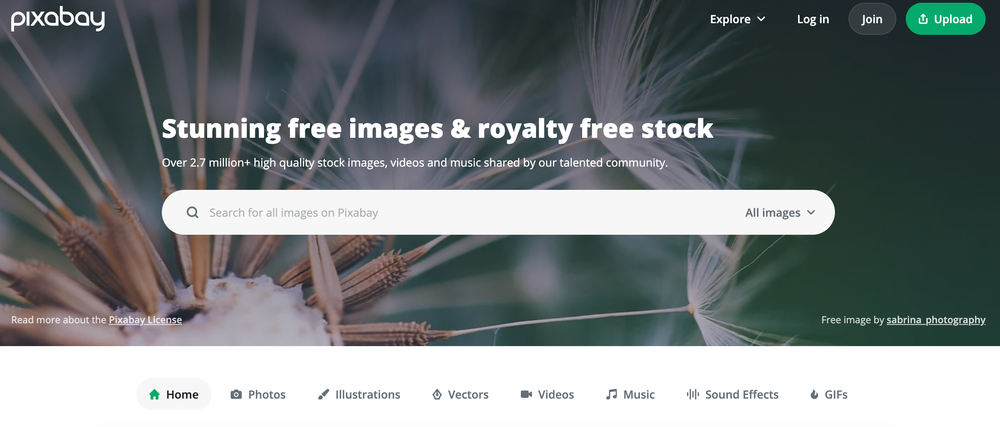 pixabay
Explore
Log in
Join
Upload
Stunning free images & royalty free stock
Over 2.7 million+ high quality stock images, videos and music shared by our talented community.
Search for all images on Pixabay
All images
Read more about the Pixabay License
Free image by sabrina_photography
Home
Photos
Illustrations
Vectors
Videos
Music
Sound Effects
GIFs